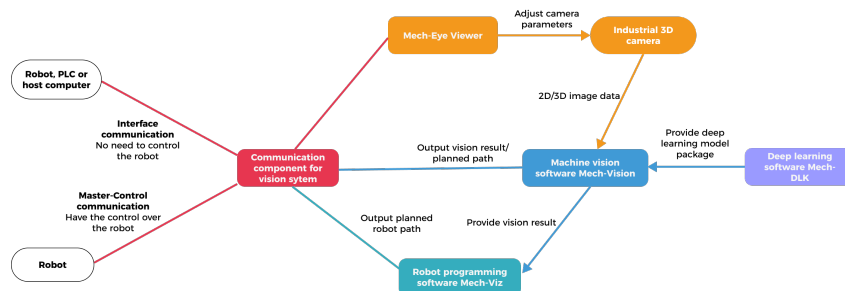 Adjust camera
parameters
Mech-Eye Viewer
Industrial 3D
camera
Robot, PLC or
host computer
2D/3D image data
Interface
communication
No need to control
the robot
Output vision result/
planned path
Provide deep
learning model
package
Communication
component for
vision sytem
Machine vision
software Mech-Vision
Deep learning
software Mech-
DLK
Master-Control
communication
Have the control over
the robot
Output planned
robot path
Provide vision result
Robot
Robot programming
software Mech-Viz